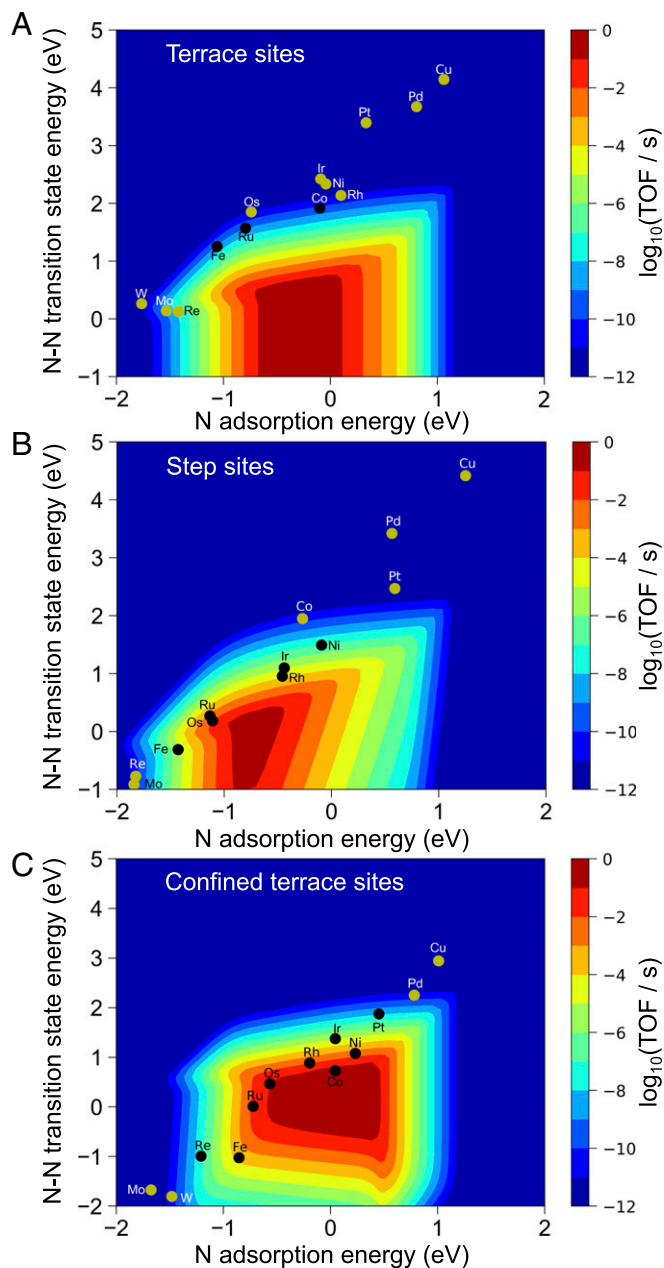 A
Terrace sites
N-N transition state energy (eV)
5
4
3
2
1
0
−1
Cu
Pd
Pt
Ir
Ni
Rh
Co
Os
Ru
Fe
W
Mo
Re
−2
−1
0
1
2
N adsorption energy (eV)
0
−2
−4
−6
−8
−10
−12
log10(TOF / s)
B
Step sites
N-N transition state energy (eV)
5
4
3
2
1
0
−1
Cu
Pd
Pt
Co
Ni
Ir
Rh
Ru
Os
Fe
Re
Mo
−2
−1
0
1
2
N adsorption energy (eV)
0
−2
−4
−6
−8
−10
−12
log10(TOF / s)
C
Confined terrace sites
N-N transition state energy (eV)
5
4
3
2
1
0
−1
−2
Cu
Pd
Pt
Ir
Ni
Rh
Co
Os
Ru
Re
Fe
Mo
W
−2
−1
0
1
2
N adsorption energy (eV)
0
−2
−4
−6
−8
−10
−12
log10(TOF / s)